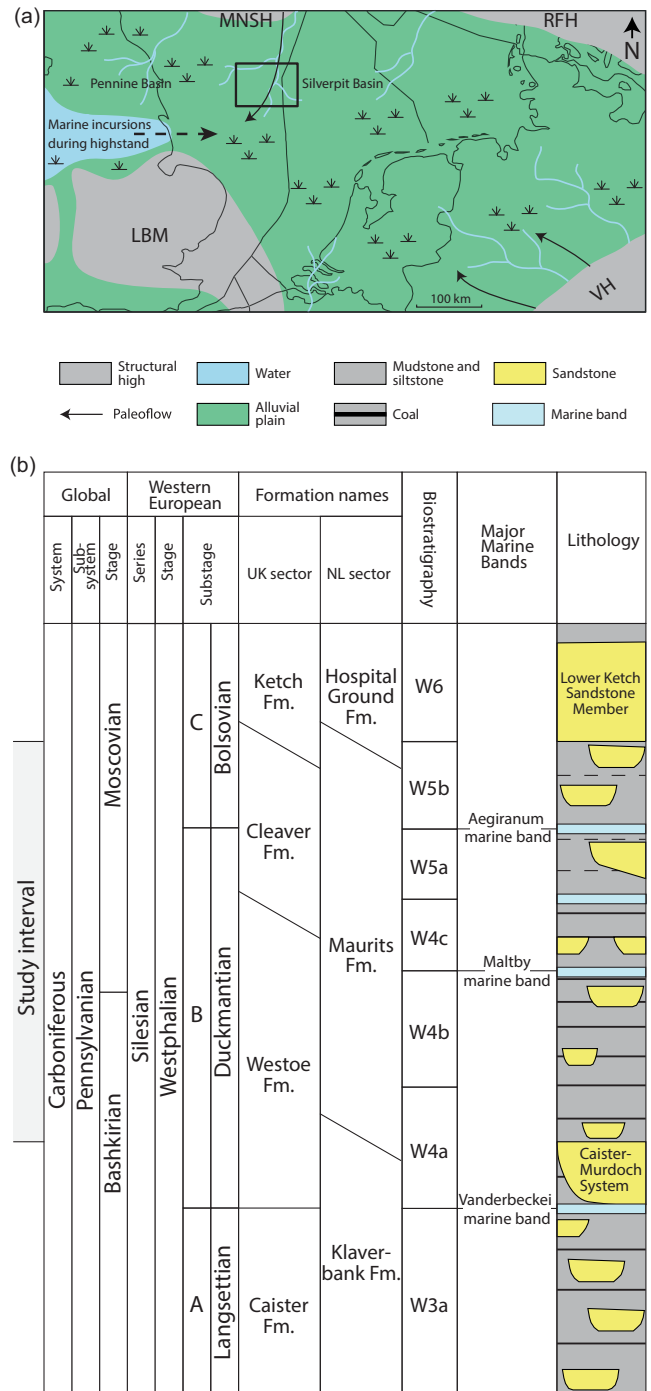 (a)
MNSH
RFH
N
Pennine Basin
Silverpit Basin
Marine incursions
during highstand
LBM
100 km
VH
Structural
high
Water
Mudstone and
siltstone
Sandstone
Paleoflow
Alluvial
plain
Coal
Marine band
(b)
Global
Western
European
Formation names
Biostratigraphy
Major
Marine
Bands
Lithology
System
Sub-
system
Stage
Series
Stage
Substage
UK sector
NL sector
Study interval
Carboniferous
Pennsylvanian
Moscovian
Bashkirian
Silesian
Westphalian
C
Bolsovian
B
Duckmantian
A
Langsettian
Ketch
Fm.
Cleaver
Fm.
Westoe
Fm.
Caister
Fm.
Hospital
Ground
Fm.
Maurits
Fm.
Klaver-
bank Fm.
W6
W5b
W5a
W4c
W4b
W4a
W3a
Aegiranum
marine band
Maltby
marine band
Vanderbeckei
marine band
Lower Ketch
Sandstone
Member
Caister-
Murdoch
System